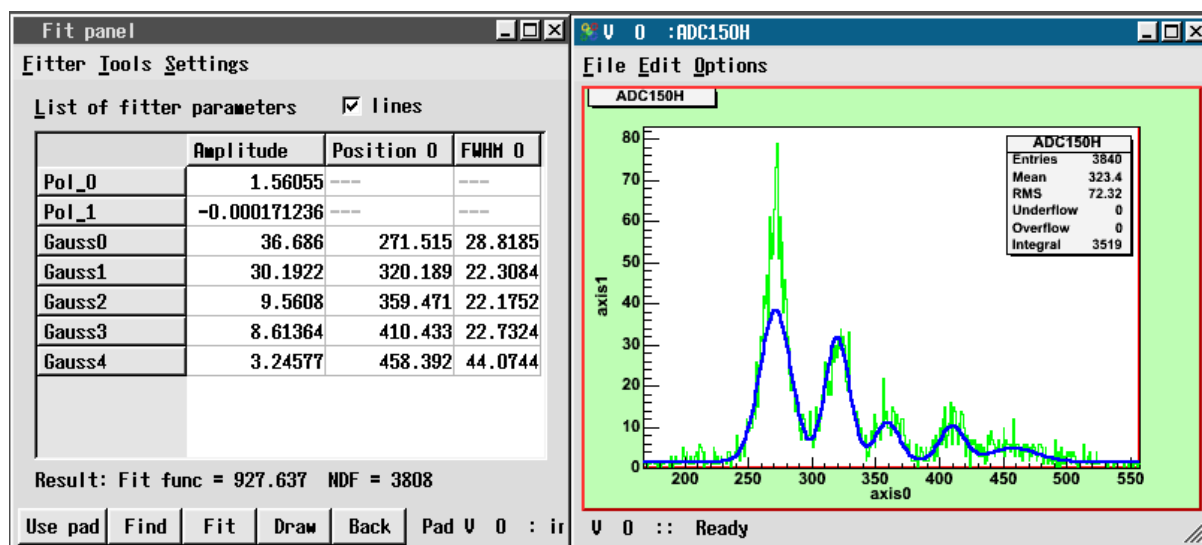 Fit panel
Fitter Tools Settings
List of fitter parameters lines
Amplitude Position 0 FWHM 0
Pol_0 1.56055 --- ---
Pol_1 -0.000171236 --- ---
Gauss0 36.686 271.515 28.8185
Gauss1 30.1922 320.189 22.3084
Gauss2 9.5608 359.471 22.1752
Gauss3 8.61364 410.433 22.7324
Gauss4 3.24577 458.392 44.0744
Result: Fit func = 927.637 NDF = 3808
Use pad Find Fit Draw Back Pad V 0 : in
V 0 :ADC150H
File Edit Options
ADC150H
80
70
60
50
40
30
20
10
0
axis1
ADC150H
Entries 3840
Mean 323.4
RMS 72.32
Underflow 0
Overflow 0
Integral 3519
200 250 300 350 400 450 500 550
axis0
V 0 :: Ready